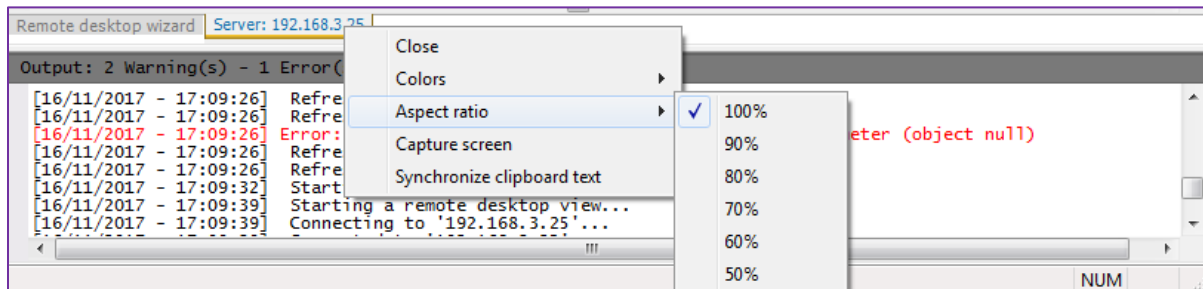 Remote desktop wizard Server: 192.168.3.25
Close
Output: 2 Warning(s) - 1 Error(
Colors
[16/11/2017 - 17:09:26] Refre
[16/11/2017 - 17:09:26] Refre
Aspect ratio
100%
[16/11/2017 - 17:09:26] Error: eter (object null)
[16/11/2017 - 17:09:26] Refre
Capture screen
90%
[16/11/2017 - 17:09:26] Refre
[16/11/2017 - 17:09:32] Start
Synchronize clipboard text
80%
[16/11/2017 - 17:09:39] Starting a remote desktop view...
70%
[16/11/2017 - 17:09:39] Connecting to '192.168.3.25'...
60%
50%
NUM